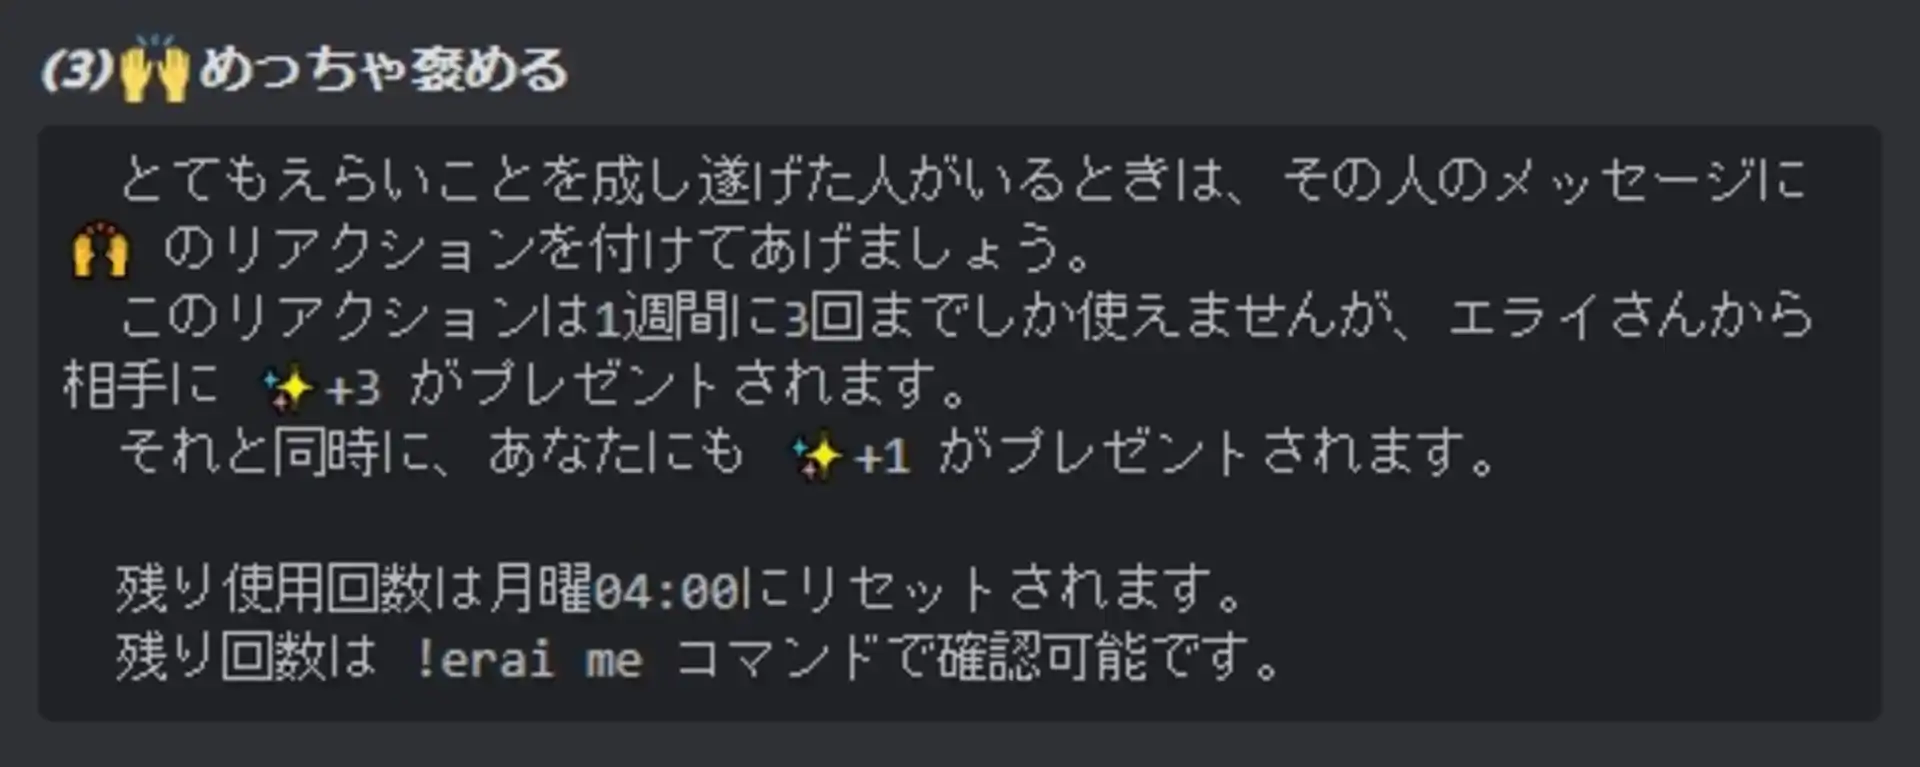 (3)🙌めっちゃ褒める
とてもえらいことを成し遂げた人がいるときは、その人のメッセージに
🙌 のリアクションを付けてあげましょう。
このリアクションは1週間に3回までしか使えませんが、エライさんから
相手に ✨+3 がプレゼントされます。
それと同時に、あなたにも ✨+1 がプレゼントされます。
残り使用回数は月曜04:00にリセットされます。
残り回数は !erai me コマンドで確認可能です。